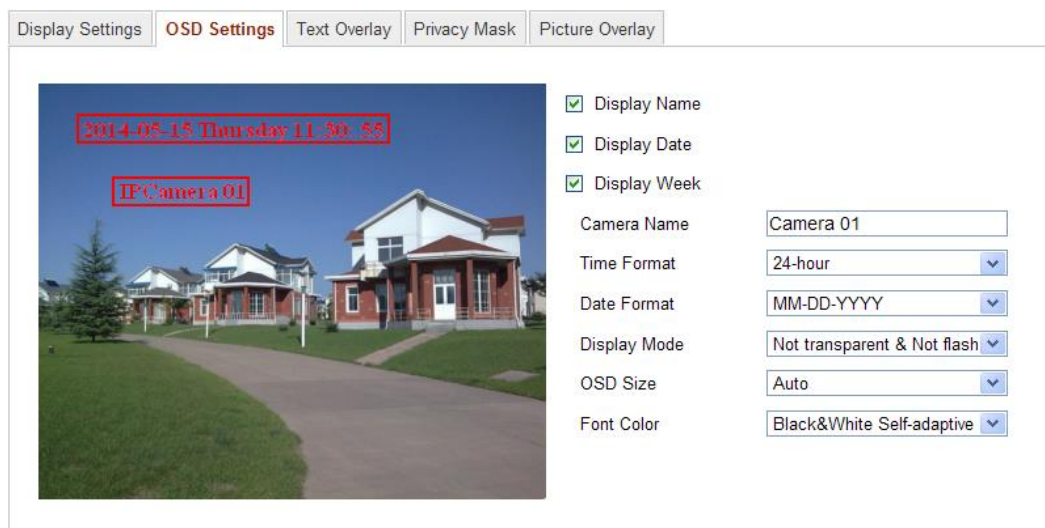 Display Settings
OSD Settings
Text Overlay
Privacy Mask
Picture Overlay
2014-05-15 Thursday 11:30:55
IPCamera 01
Display Name
Display Date
Display Week
Camera Name Camera 01
Time Format 24-hour
Date Format MM-DD-YYYY
Display Mode Not transparent & Not flash
OSD Size Auto
Font Color Black&White Self-adaptive